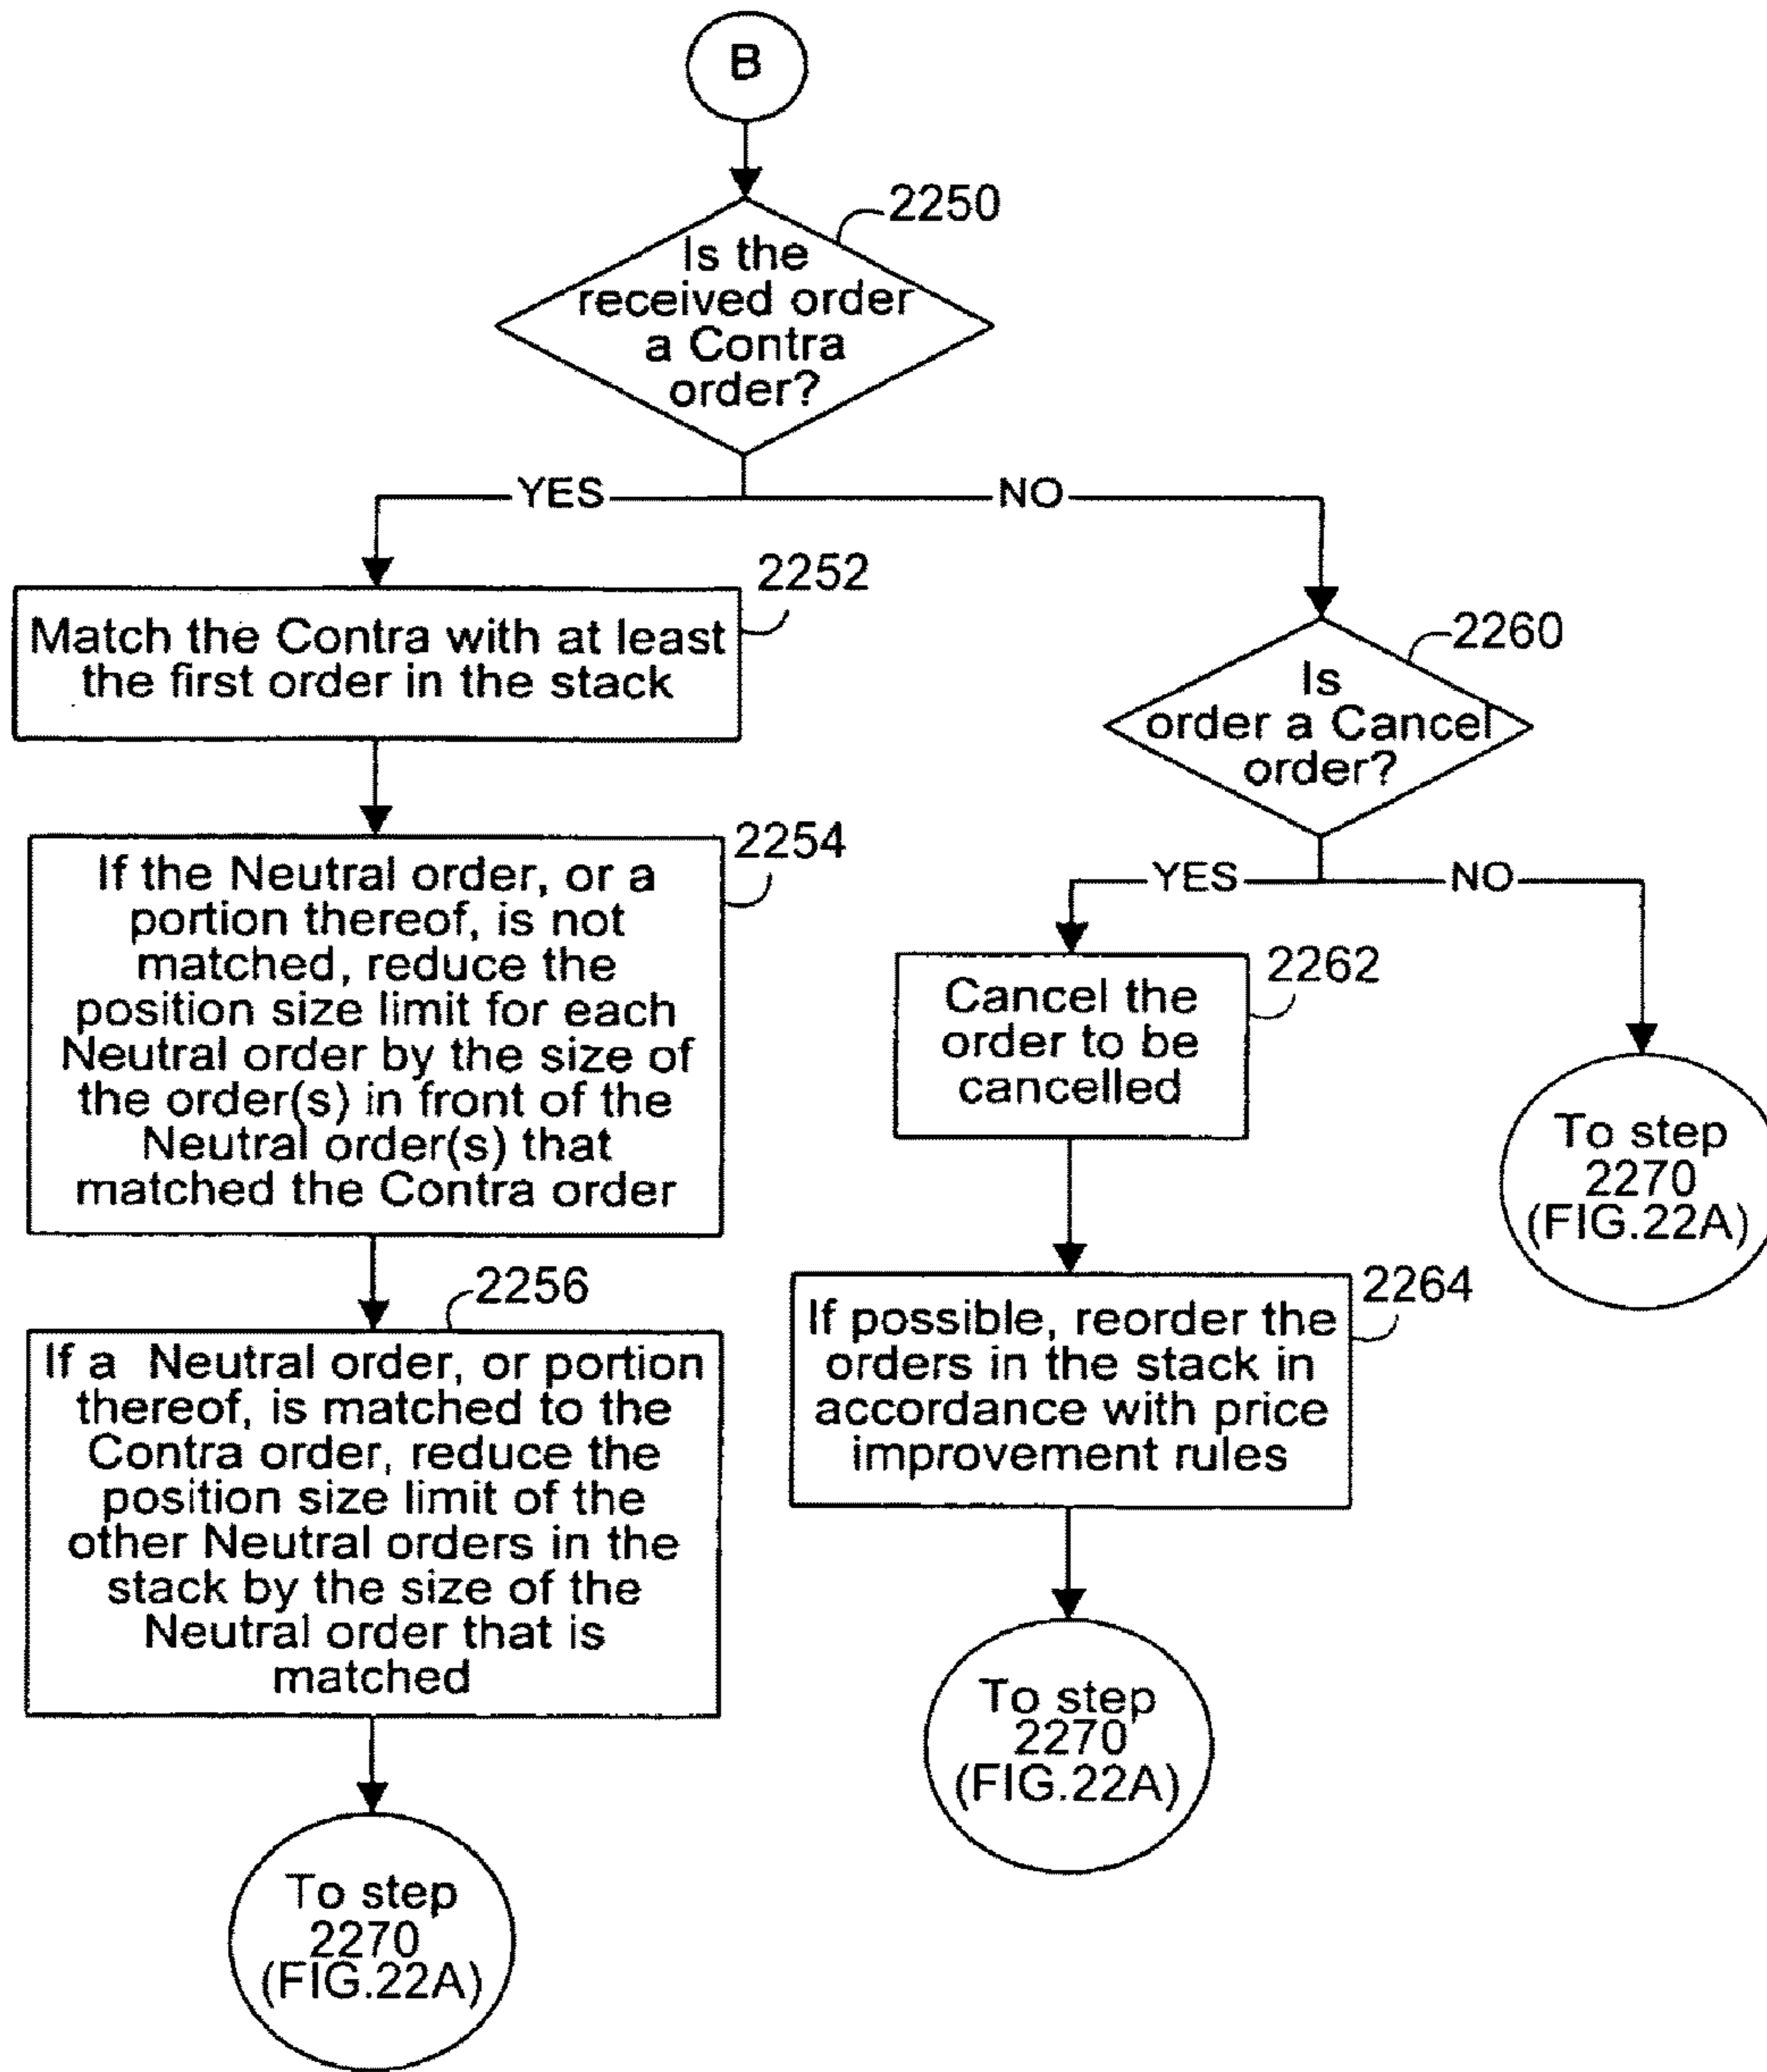 B
2250
Is the
received order
a Contra
order?
YES
NO
2252
Match the Contra with at least
the first order in the stack
2254
If the Neutral order, or a
portion thereof, is not
matched, reduce the
position size limit for each
Neutral order by the size of
the order(s) in front of the
Neutral order(s) that
matched the Contra order
2256
If a Neutral order, or portion
thereof, is matched to the
Contra order, reduce the
position size limit of the
other Neutral orders in the
stack by the size of the
Neutral order that is
matched
To step
2270
(FIG.22A)
2260
Is
order a Cancel
order?
YES
NO
2262
Cancel the
order to be
cancelled
2264
If possible, reorder the
orders in the stack in
accordance with price
improvement rules
To step
2270
(FIG.22A)
To step
2270
(FIG.22A)